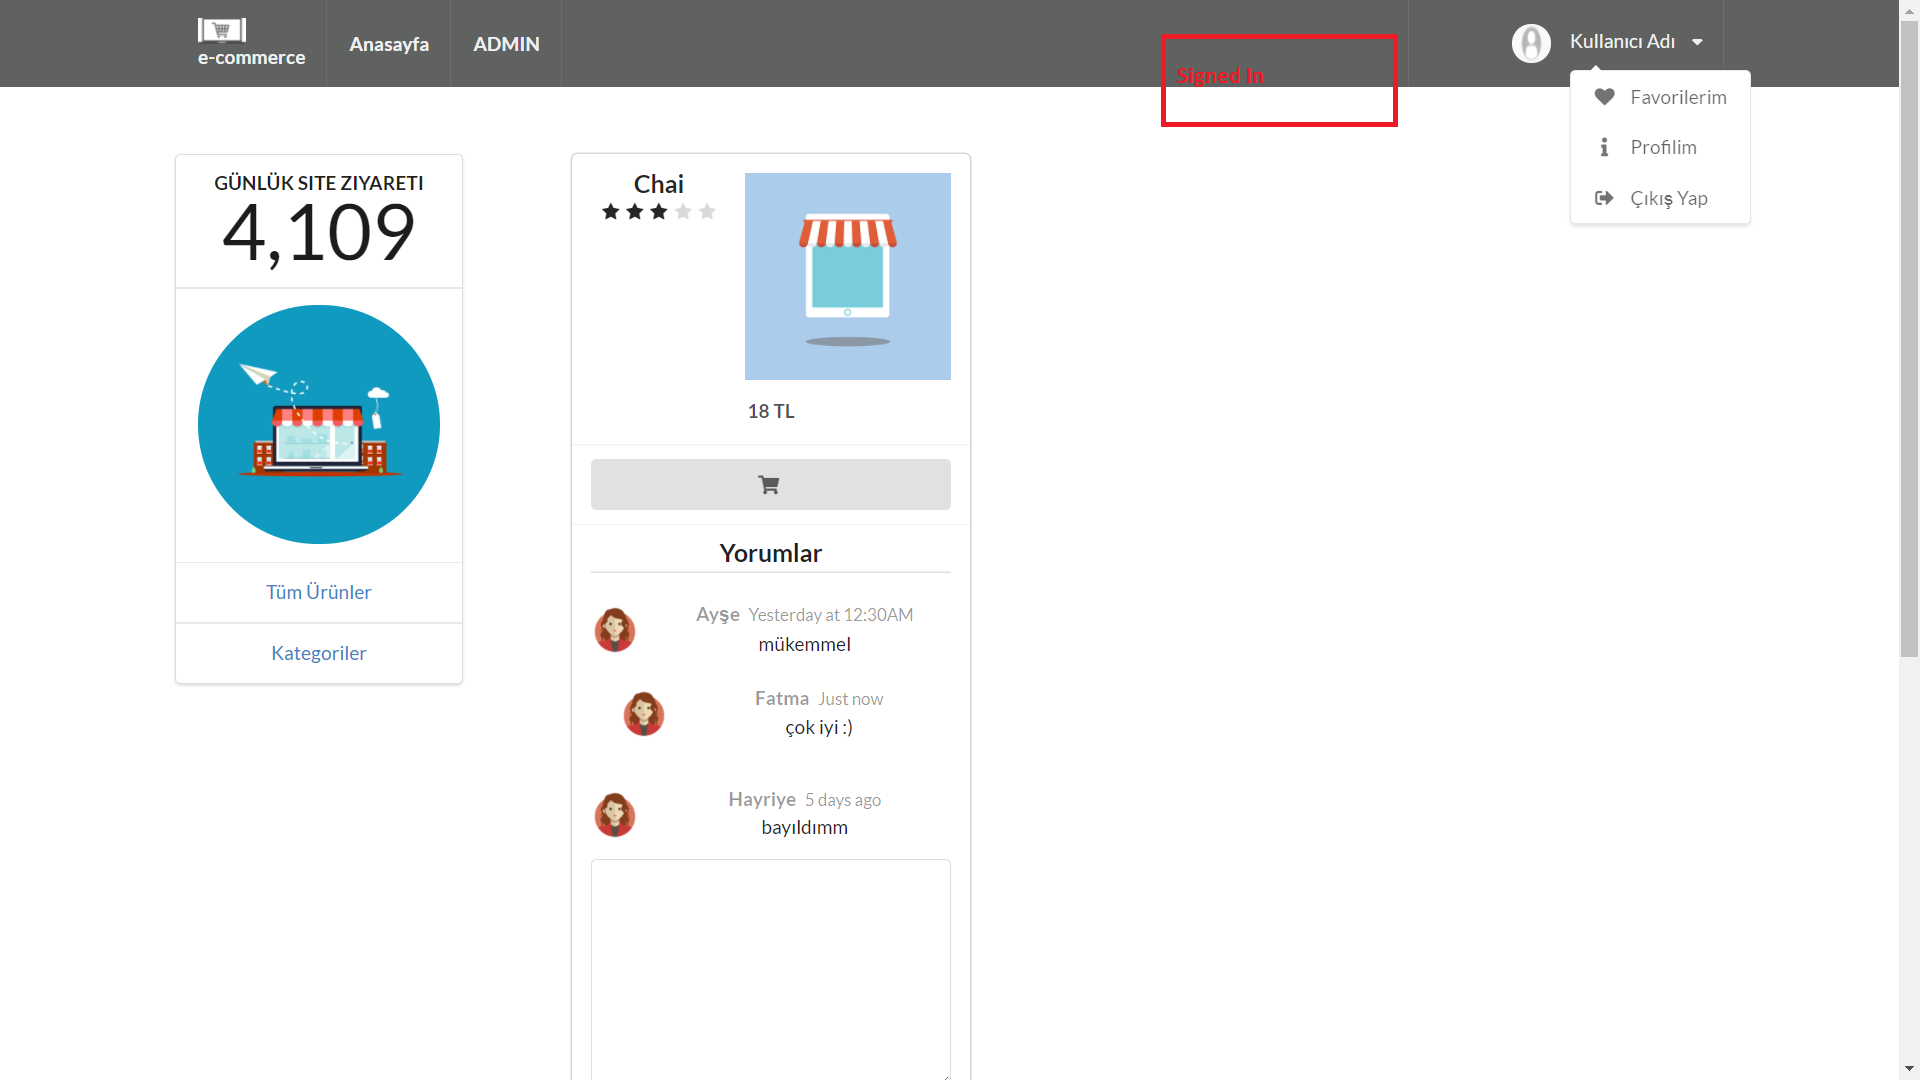 e-commerce
Anasayfa
ADMIN
Signed In
Kullanıcı Adı
Favorilerim
Profilim
Çıkış Yap
GÜNLÜK SITE ZIYARETI
4,109
Tüm Ürünler
Kategoriler
Chai
18 TL
Yorumlar
Ayşe Yesterday at 12:30AM
mükemmel
Fatma Just now
çok iyi :)
Hayriye 5 days ago
bayıldımm